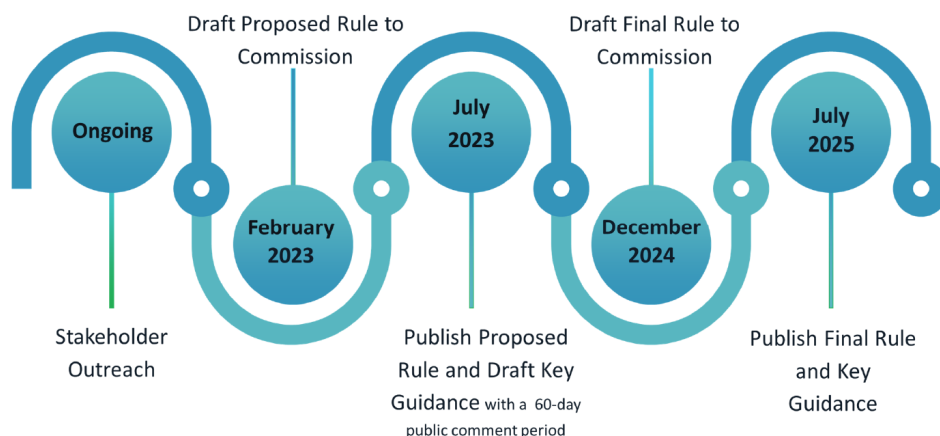 Ongoing
Stakeholder
Outreach
Draft Proposed Rule to
Commission
February
2023
July
2023
Publish Proposed
Rule and Draft Key
Guidance with a 60-day
public comment period
Draft Final Rule to
Commission
December
2024
July
2025
Publish Final Rule
and Key
Guidance